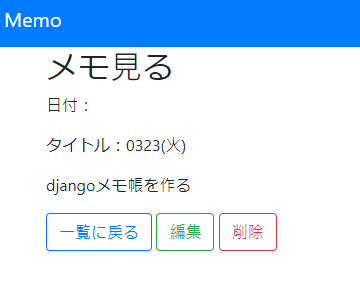 Memo
メモ見る
日付：
タイトル：0323(火)
djangoメモ帳を作る
一覧に戻る 編集 削除